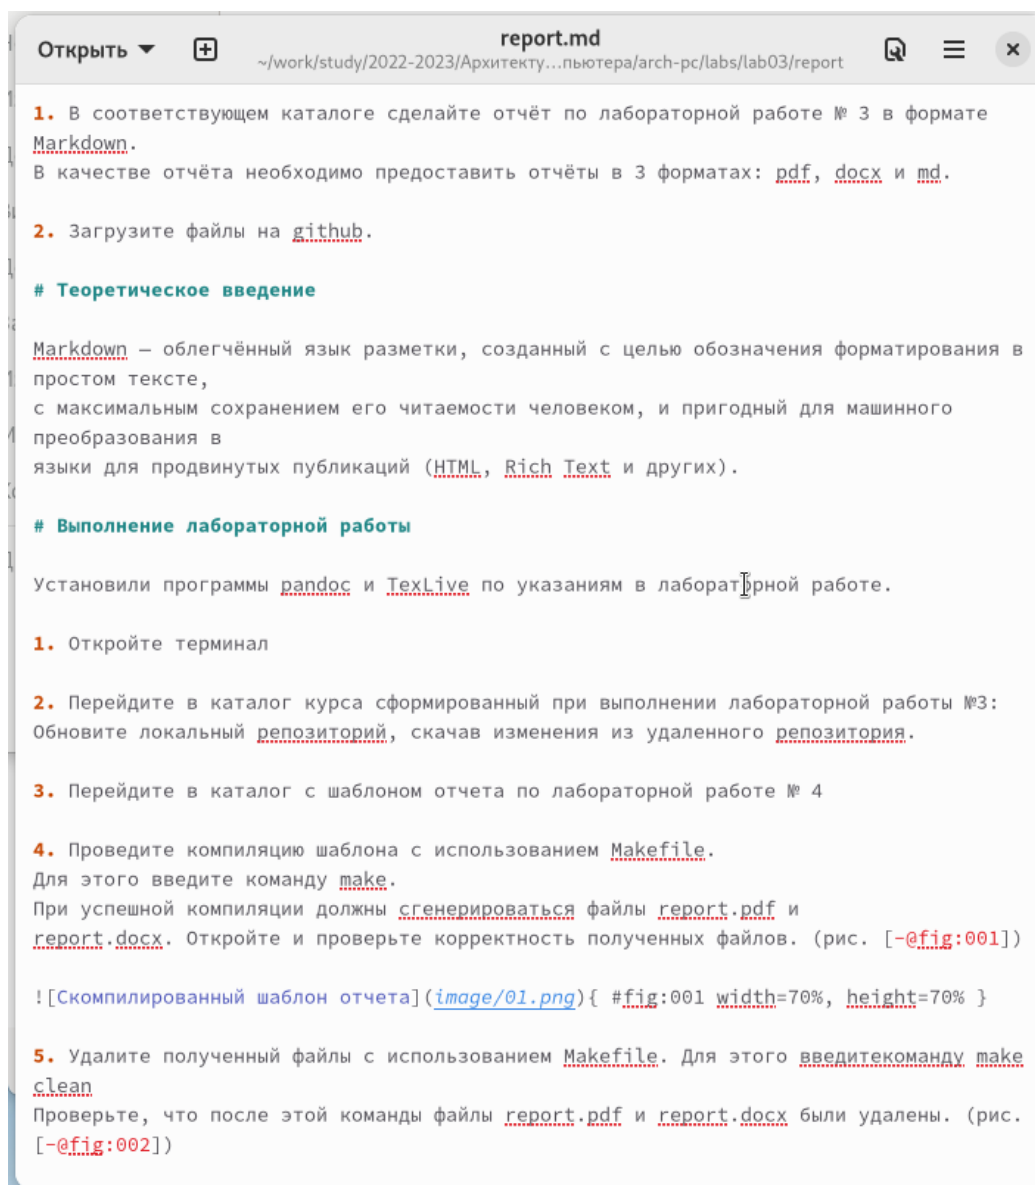 Открыть
report.md
~/work/study/2022-2023/Архитекту…пьютера/arch-pc/labs/lab03/report
1. В соответствующем каталоге сделайте отчёт по лабораторной работе № 3 в формате
Markdown.
В качестве отчёта необходимо предоставить отчёты в 3 форматах: pdf, docx и md.
2. Загрузите файлы на github.
# Теоретическое введение
Markdown — облегчённый язык разметки, созданный с целью обозначения форматирования в
простом тексте,
с максимальным сохранением его читаемости человеком, и пригодный для машинного
преобразования в
языки для продвинутых публикаций (HTML, Rich Text и других).
# Выполнение лабораторной работы
Установили программы pandoc и TexLive по указаниям в лабораторной работе.
1. Откройте терминал
2. Перейдите в каталог курса сформированный при выполнении лабораторной работы №3:
Обновите локальный репозиторий, скачав изменения из удаленного репозитория.
3. Перейдите в каталог с шаблоном отчета по лабораторной работе № 4
4. Проведите компиляцию шаблона с использованием Makefile.
Для этого введите команду make.
При успешной компиляции должны сгенерироваться файлы report.pdf и
report.docx. Откройте и проверьте корректность полученных файлов. (рис. [-@fig:001])
![Скомпилированный шаблон отчета](image/01.png){ #fig:001 width=70%, height=70% }
5. Удалите полученный файлы с использованием Makefile. Для этого введитекоманду make
clean
Проверьте, что после этой команды файлы report.pdf и report.docx были удалены. (рис.
[-@fig:002])